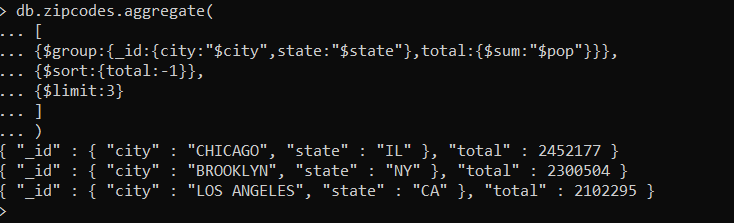 > db.zipcodes.aggregate(
... [
... {$group:{_id:{city:"$city",state:"$state"},total:{$sum:"$pop"}}},
... {$sort:{total:-1}},
... {$limit:3}
... ]
... )
{ "_id" : { "city" : "CHICAGO", "state" : "IL" }, "total" : 2452177 }
{ "_id" : { "city" : "BROOKLYN", "state" : "NY" }, "total" : 2300504 }
{ "_id" : { "city" : "LOS ANGELES", "state" : "CA" }, "total" : 2102295 }
>